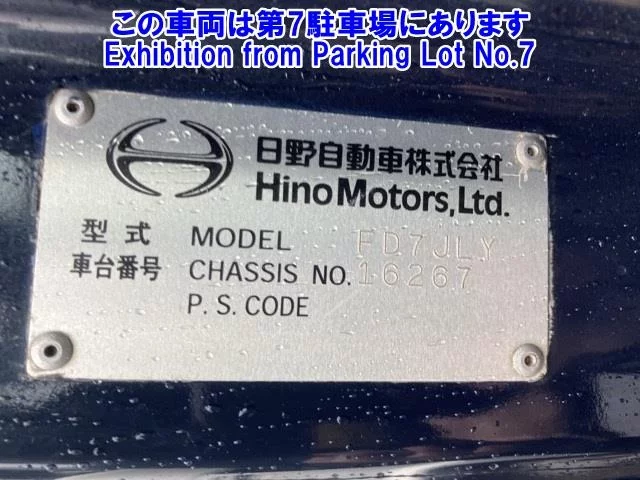 この車両は第7駐車場にあります
Exhibition from Parking Lot No.7
日野自動車株式会社
Hino Motors, Ltd.
型式 MODEL FD7JLY
車台番号 CHASSIS NO. 16267
P. S. CODE